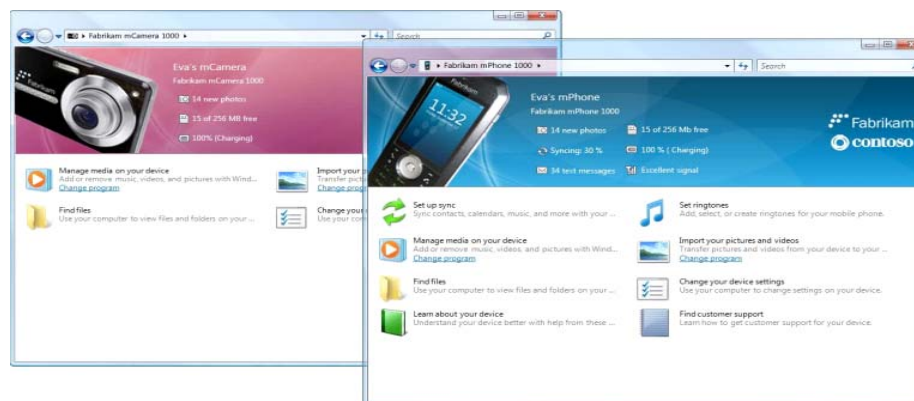 Fabrikam mCamera 1000
Search
Eva's mCamera
Fabrikam mCamera 1000
14 new photos
15 of 256 MB free
100% (Charging)
Fabrikam
Manage media on your device
Add or remove music, videos, and pictures with Wind...
Change program
Import your p
Transfer pict
Change prog
Find files
Use your computer to view files and folders on your ...
Change your
Use your com
Fabrikam mPhone 1000
Search
Eva's mPhone
Fabrikam mPhone 1000
14 new photos
15 of 256 Mb free
Syncing: 30 %
100 % ( Charging)
34 text messages
Excellent signal
Fabrikam
11:32
Fabrikam
contoso
Set up sync
Sync contacts, calendars, music, and more with your ...
Set ringtones
Add, select, or create ringtones for your mobile phone.
Manage media on your device
Add or remove music, videos, and pictures with Wind...
Change program
Import your pictures and videos
Transfer pictures and videos from your device to your ...
Change program
Find files
Use your computer to view files and folders on your ...
Change your device settings
Use your computer to change settings on your device.
Learn about your device
Understand your device better with help from these ...
Find customer support
Learn how to get customer support for your device.